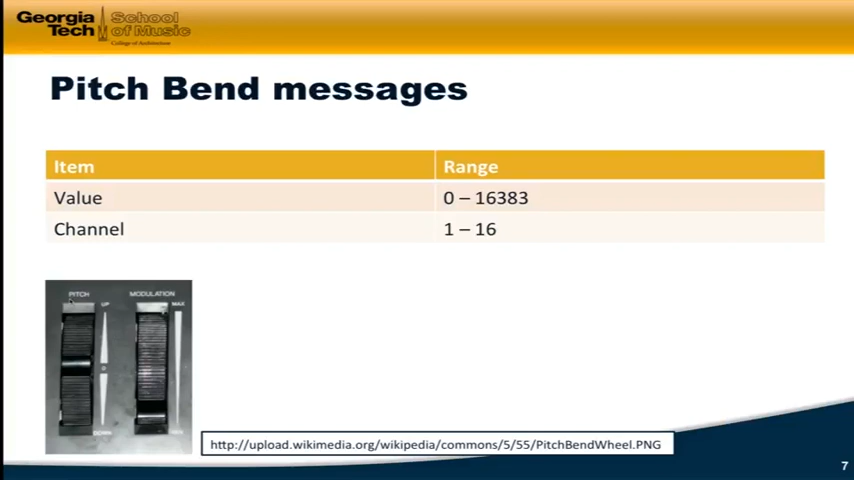 Georgia Tech
School of Music
College of Architecture
Pitch Bend messages
Item Range
Value 0 – 16383
Channel 1 – 16
PITCH MODULATION
UP MAX
DOWN MIN
http://upload.wikimedia.org/wikipedia/commons/5/55/PitchBendWheel.PNG
7